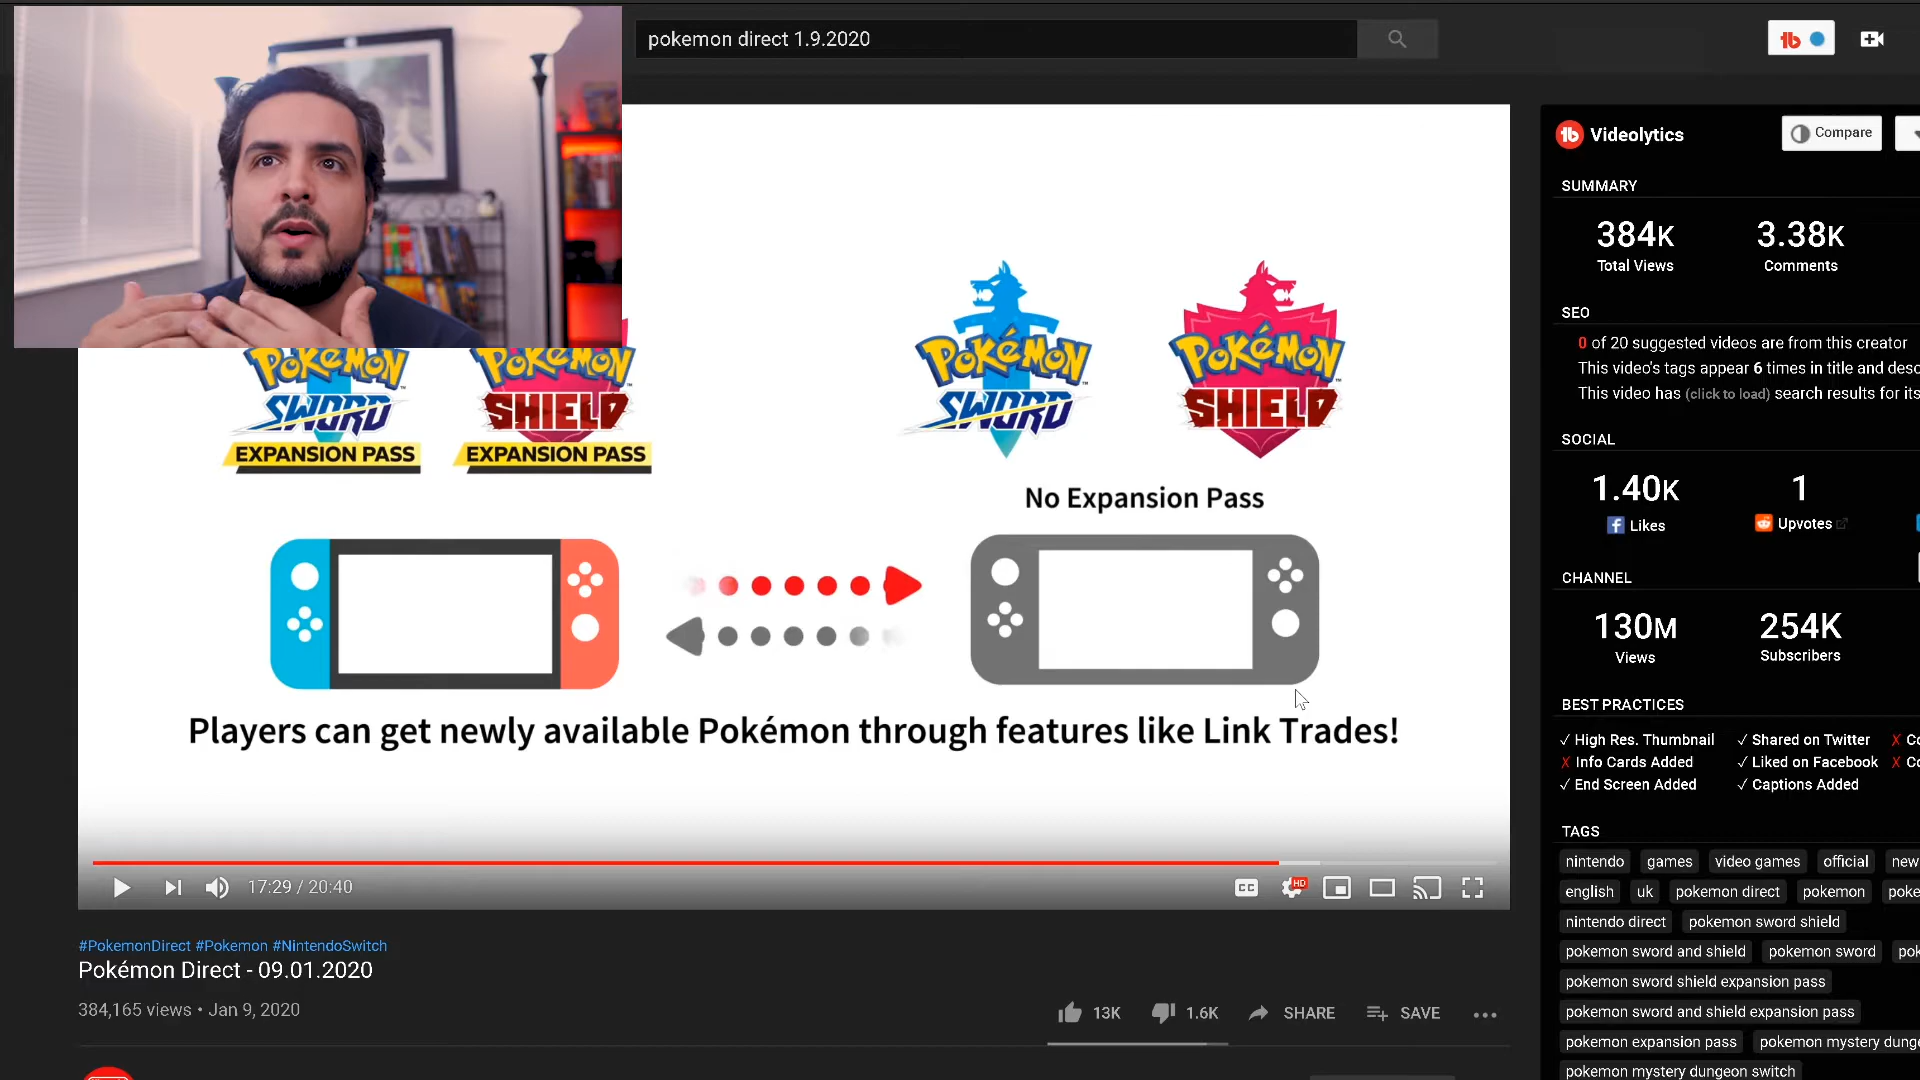 pokemon direct 1.9.2020
Videolytics
Compare
SUMMARY
384K
Total Views
3.38K
Comments
SEO
0 of 20 suggested videos are from this creator
This video's tags appear 6 times in title and
This video has (click to load) search results for
SOCIAL
1.40K
Likes
1
Upvotes
CHANNEL
130M
Views
254K
Subscribers
BEST PRACTICES
High Res. Thumbnail
Shared on Twitter
Info Cards Added
Liked on Facebook
End Screen Added
Captions Added
TAGS
nintendo games video games official new
english uk pokemon direct pokemon
nintendo direct pokemon sword shield
pokemon sword and shield pokemon sword
pokemon sword shield expansion pass
pokemon sword and shield expansion pass
pokemon expansion pass pokemon mystery
pokemon mystery dungeon switch
POKéMON
SWORD
EXPANSION PASS
POKéMON
SHIELD
EXPANSION PASS
POKéMON
SWORD
POKéMON
SHIELD
No Expansion Pass
Players can get newly available Pokémon through features like Link Trades!
17:29 / 20:40
CC
HD
#PokemonDirect #Pokemon #NintendoSwitch
Pokémon Direct - 09.01.2020
384,165 views • Jan 9, 2020
13K
1.6K
SHARE
SAVE